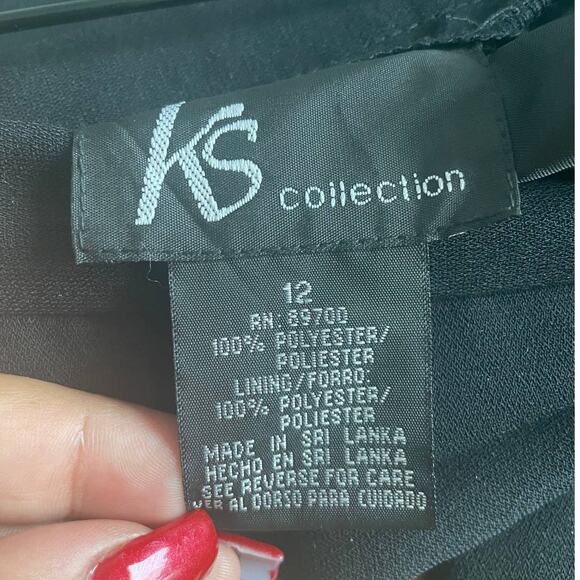 KS collection
12
RN: 89700
100% POLYESTER/
POLIESTER
LINING/FORRO:
100% POLYESTER/
POLIESTER
MADE IN SRI LANKA
HECHO EN SRI LANKA
SEE REVERSE FOR CARE
VER AL DORSO PARA CUIDADO